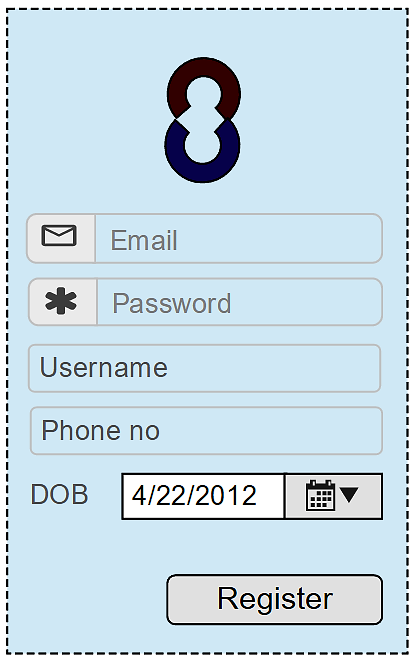 Email
Password
Username
Phone no
DOB 4/22/2012
Register